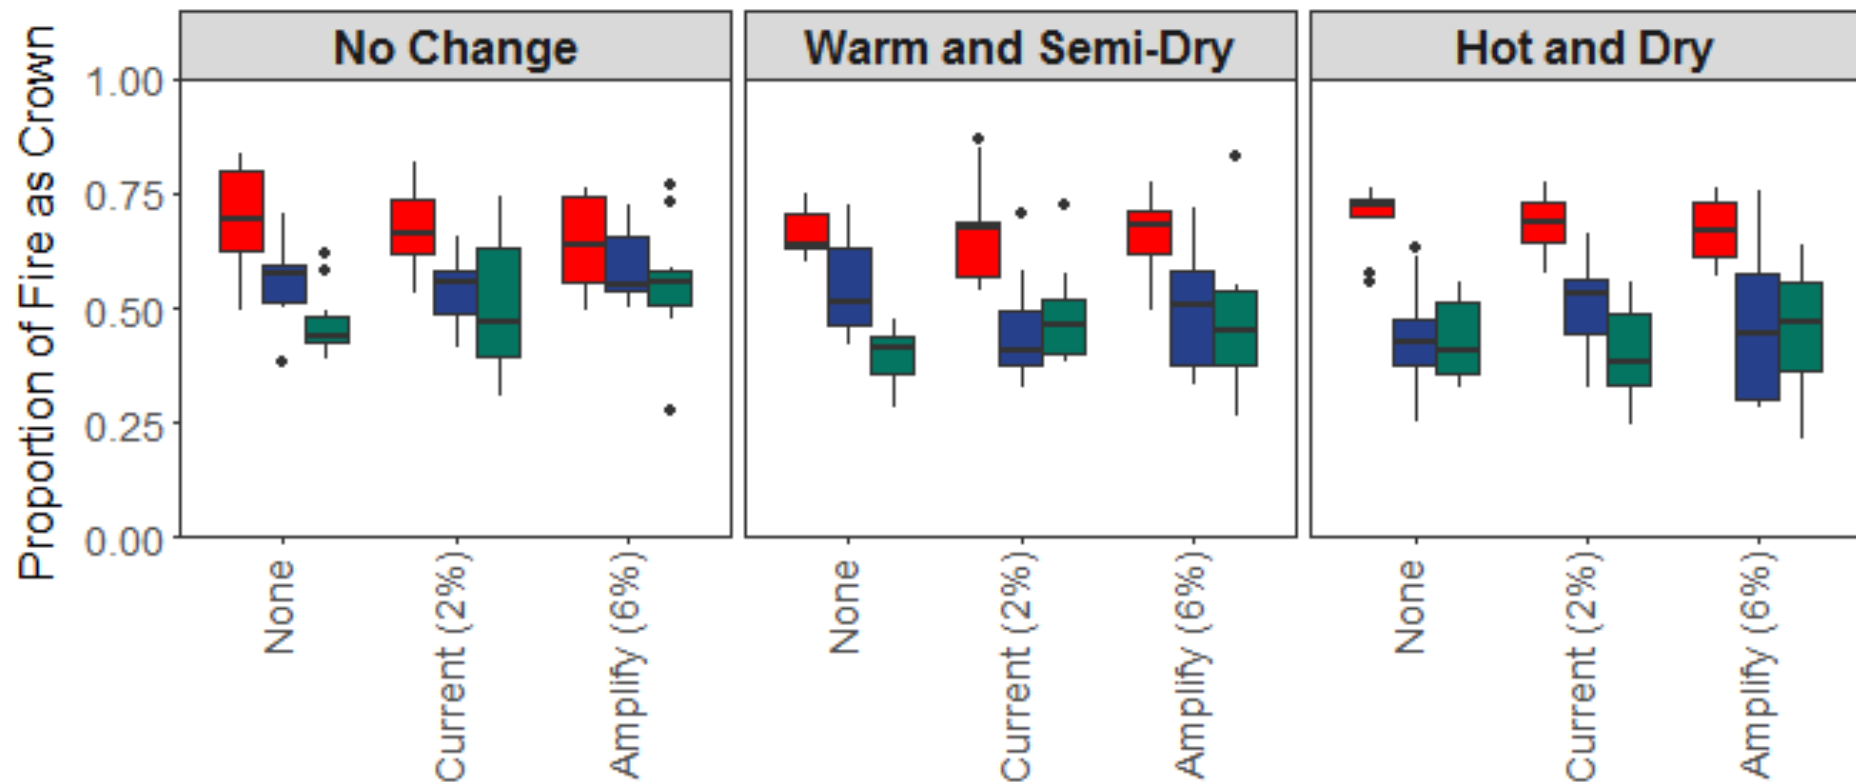 No Change
Warm and Semi-Dry
Hot and Dry
Proportion of Fire as Crown
1.00
0.75
0.50
0.25
0.00
None
Current (2%)
Amplify (6%)
None
Current (2%)
Amplify (6%)
None
Current (2%)
Amplify (6%)